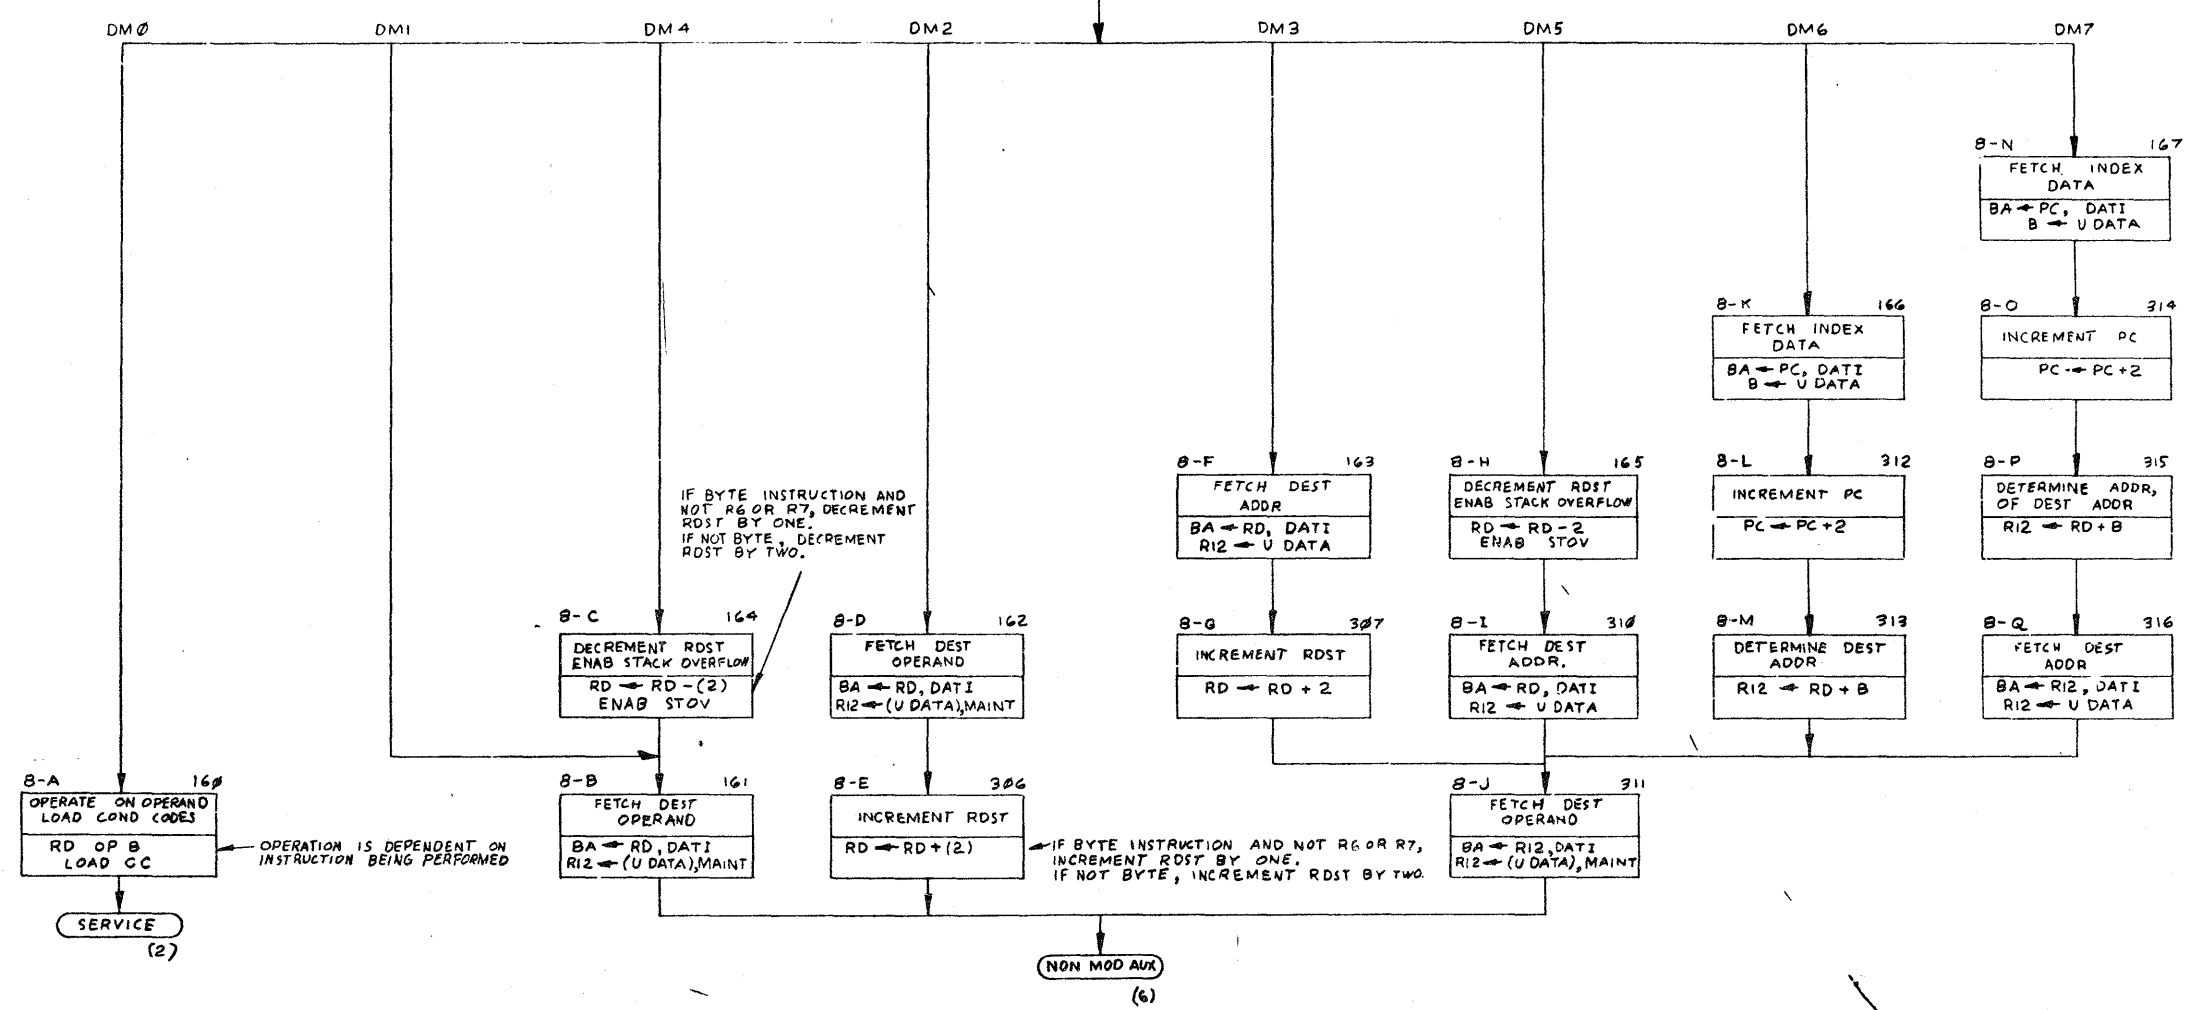 DMØ
DM1
DM4
DM2
DM3
DM5
DM6
DM7
8-N 167
FETCH INDEX
DATA
BA ← PC, DATI
B ← U DATA
8-K 166
FETCH INDEX
DATA
BA ← PC, DATI
B ← U DATA
8-O 314
INCREMENT PC
PC ← PC+2
8-F 163
FETCH DEST
ADDR
BA ← RD, DATI
R12 ← U DATA
8-H 165
DECREMENT RDST
ENAB STACK OVERFLOW
RD ← RD-2
ENAB STOV
8-L 312
INCREMENT PC
PC ← PC+2
8-P 315
DETERMINE ADDR,
OF DEST ADDR
R12 ← RD+B
IF BYTE INSTRUCTION AND
NOT R6 OR R7, DECREMENT
RDST BY ONE.
IF NOT BYTE, DECREMENT
RDST BY TWO.
8-C 164
DECREMENT RDST
ENAB STACK OVERFLOW
RD ← RD-(2)
ENAB STOV
8-D 162
FETCH DEST
OPERAND
BA ← RD, DATI
R12 ← (U DATA), MAINT
8-G 3Ø7
INCREMENT RDST
RD ← RD + 2
8-I 31Ø
FETCH DEST
ADDR.
BA ← RD, DATI
R12 ← U DATA
8-M 313
DETERMINE DEST
ADDR
R12 ← RD+B
8-Q 316
FETCH DEST
ADDR
BA ← R12, DATI
R12 ← U DATA
8-A 16Ø
OPERATE ON OPERAND
LOAD COND CODES
RD OP B
LOAD CC
OPERATION IS DEPENDENT ON
INSTRUCTION BEING PERFORMED
8-B 161
FETCH DEST
OPERAND
BA ← RD, DATI
R12 ← (U DATA), MAINT
8-E 3Ø6
INCREMENT RDST
RD ← RD+(2)
IF BYTE INSTRUCTION AND NOT R6 OR R7,
INCREMENT RDST BY ONE.
IF NOT BYTE, INCREMENT RDST BY TWO.
8-J 311
FETCH DEST
OPERAND
BA ← R12, DATI
R12 ← (U DATA), MAINT
SERVICE
(2)
NON MOD AUX
(6)